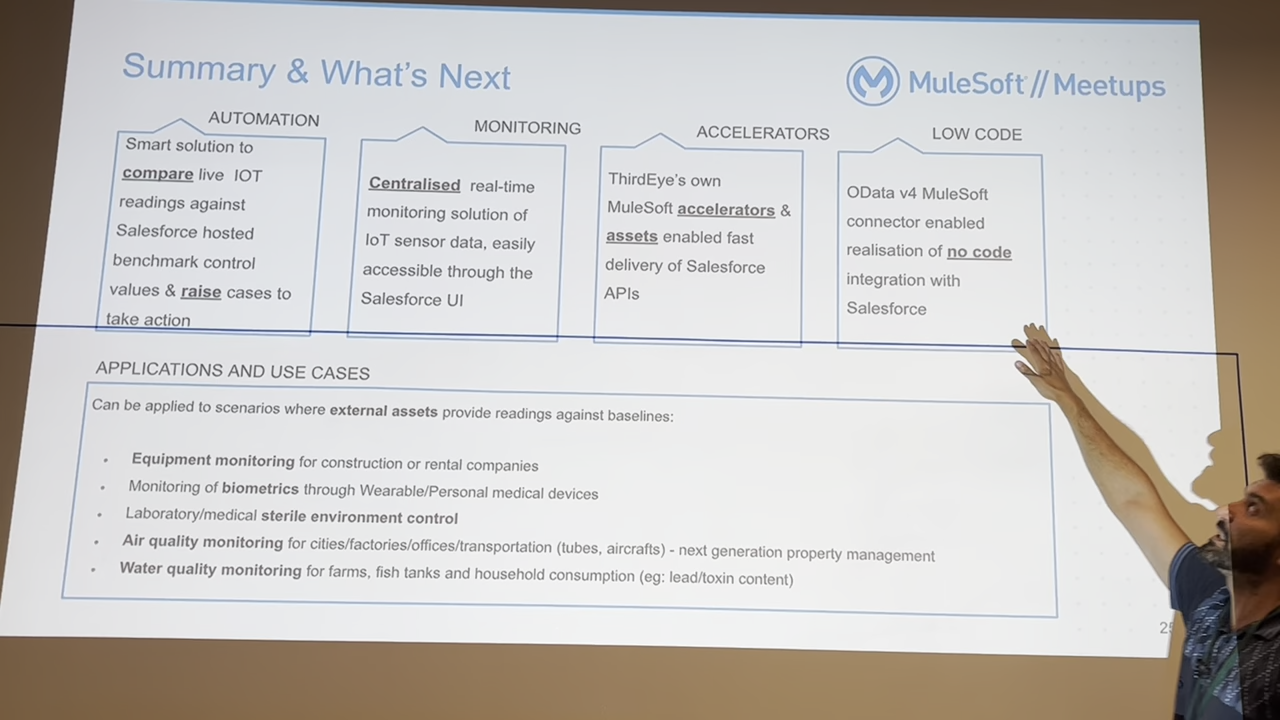 Summary & What's Next
MuleSoft // Meetups
AUTOMATION
Smart solution to
compare live IOT
readings against
Salesforce hosted
benchmark control
values & raise cases to
take action
MONITORING
Centralised real-time
monitoring solution of
IoT sensor data, easily
accessible through the
Salesforce UI
ACCELERATORS
ThirdEye's own
MuleSoft accelerators &
assets enabled fast
delivery of Salesforce
APIs
LOW CODE
OData v4 MuleSoft
connector enabled
realisation of no code
integration with
Salesforce
APPLICATIONS AND USE CASES
Can be applied to scenarios where external assets provide readings against baselines:
• Equipment monitoring for construction or rental companies
• Monitoring of biometrics through Wearable/Personal medical devices
• Laboratory/medical sterile environment control
• Air quality monitoring for cities/factories/offices/transportation (tubes, aircrafts) - next generation property management
• Water quality monitoring for farms, fish tanks and household consumption (eg: lead/toxin content)